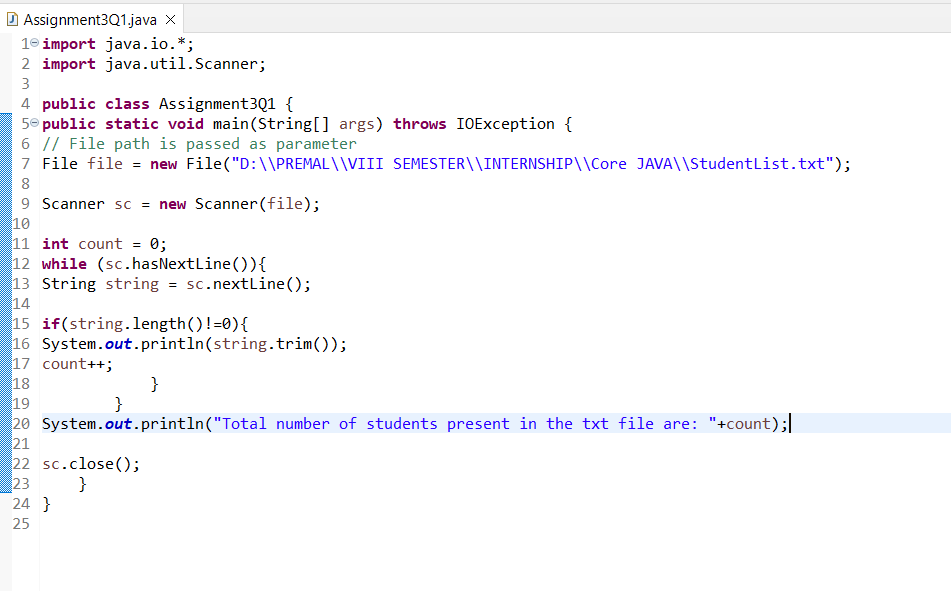 Assignment3Q1.java
1 import java.io.*;
2 import java.util.Scanner;
3
4 public class Assignment3Q1 {
5 public static void main(String[] args) throws IOException {
6 // File path is passed as parameter
7 File file = new File("D:\\PREMAL\\VIII SEMESTER\\INTERNSHIP\\Core JAVA\\StudentList.txt");
8
9 Scanner sc = new Scanner(file);
10
11 int count = 0;
12 while (sc.hasNextLine()){
13 String string = sc.nextLine();
14
15 if(string.length()!=0){
16 System.out.println(string.trim());
17 count++;
18 }
19 }
20 System.out.println("Total number of students present in the txt file are: "+count);
21
22 sc.close();
23 }
24 }
25